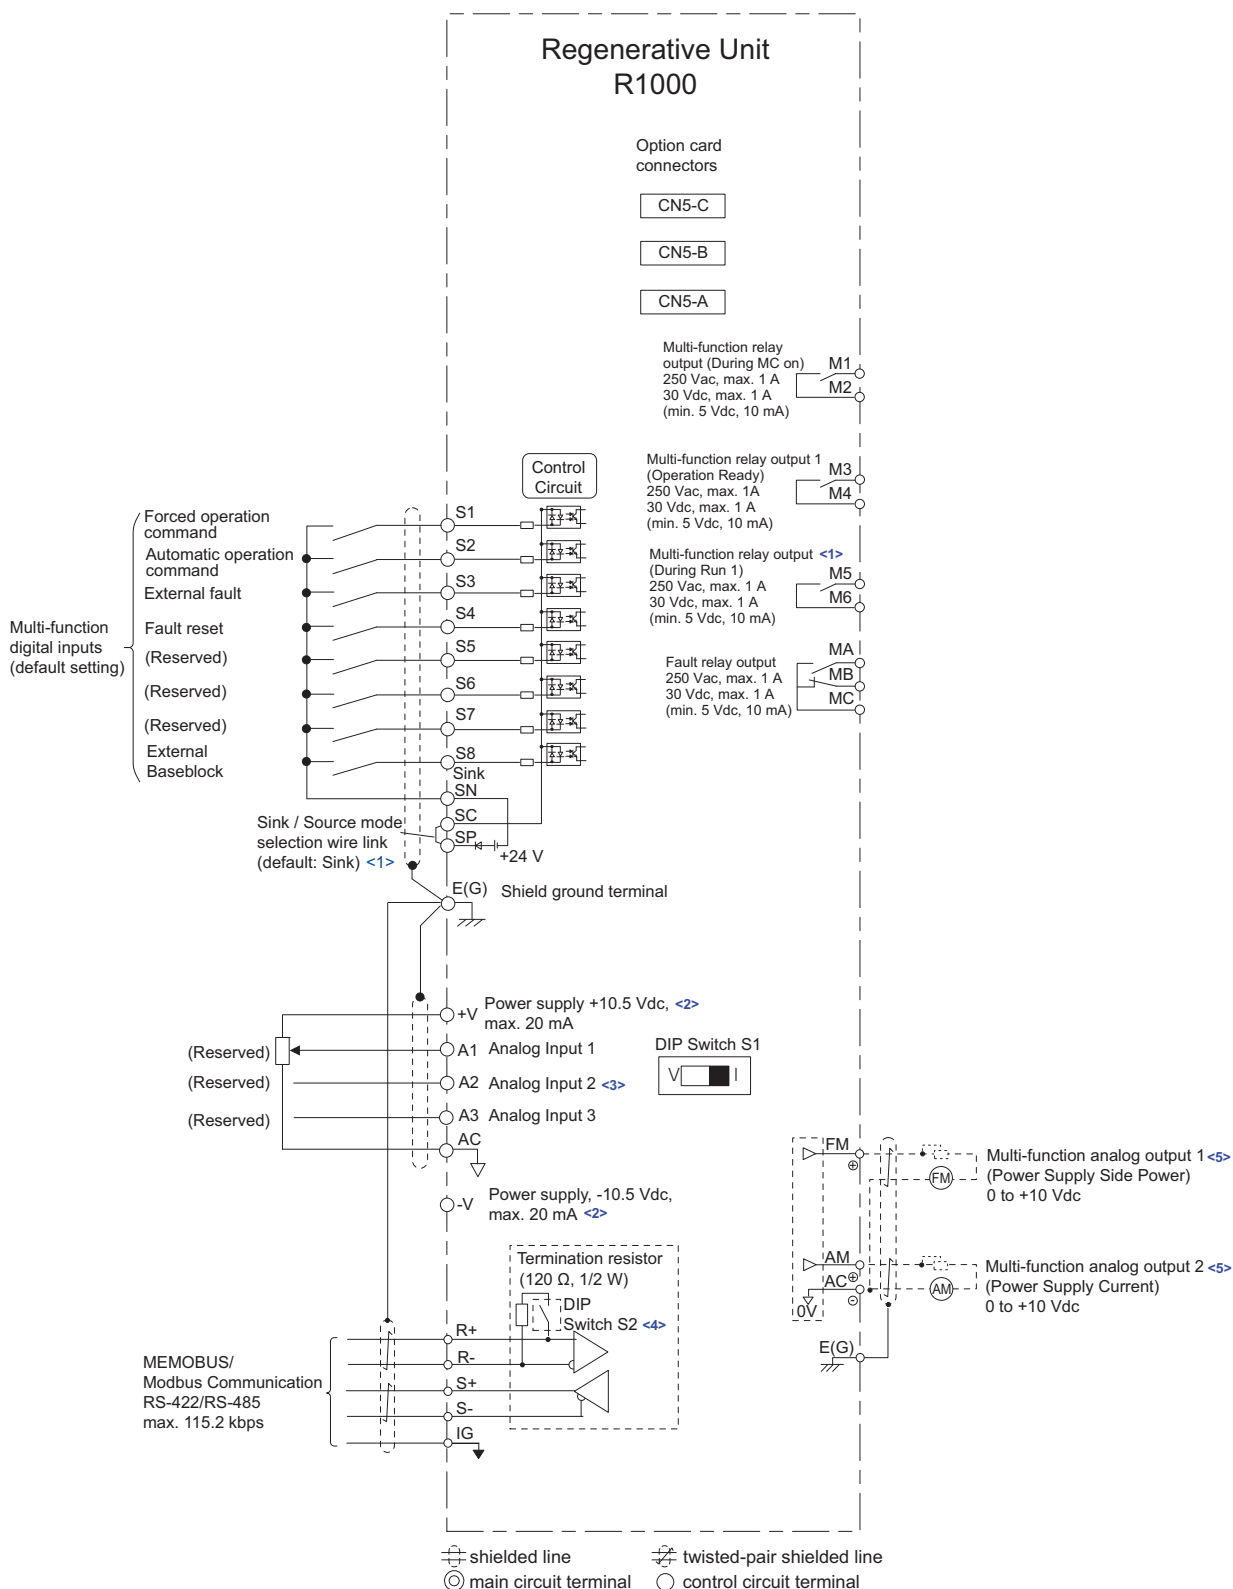 Regenerative Unit
R1000
Option card
connectors
CN5-C
CN5-B
CN5-A
Multi-function relay
output (During MC on)
250 Vac, max. 1 A
30 Vdc, max. 1 A
(min. 5 Vdc, 10 mA)
M1
M2
Multi-function relay output 1
(Operation Ready)
250 Vac, max. 1A
30 Vdc, max. 1 A
(min. 5 Vdc, 10 mA)
M3
M4
Multi-function relay output <1>
(During Run 1)
250 Vac, max. 1 A
30 Vdc, max. 1 A
(min. 5 Vdc, 10 mA)
M5
M6
Fault relay output
250 Vac, max. 1 A
30 Vdc, max. 1 A
(min. 5 Vdc, 10 mA)
MA
MB
MC
Control
Circuit
Multi-function
digital inputs
(default setting)
Forced operation
command
S1
Automatic operation
command
S2
External fault
S3
Fault reset
S4
(Reserved)
S5
(Reserved)
S6
(Reserved)
S7
External
Baseblock
S8
Sink
SN
SC
SP
+24 V
Sink / Source mode
selection wire link
(default: Sink) <1>
E(G) Shield ground terminal
+V Power supply +10.5 Vdc, <2>
max. 20 mA
(Reserved)
A1 Analog Input 1
(Reserved)
A2 Analog Input 2 <3>
(Reserved)
A3 Analog Input 3
AC
-V Power supply, -10.5 Vdc,
max. 20 mA <2>
DIP Switch S1
V I
Termination resistor
(120 Ω, 1/2 W)
DIP
Switch S2 <4>
MEMOBUS/
Modbus Communication
RS-422/RS-485
max. 115.2 kbps
R+
R-
S+
S-
IG
FM
+
FM
Multi-function analog output 1 <5>
(Power Supply Side Power)
0 to +10 Vdc
AM
+
AC
−
0V
AM
Multi-function analog output 2 <5>
(Power Supply Current)
0 to +10 Vdc
E(G)
shielded line
twisted-pair shielded line
main circuit terminal
control circuit terminal